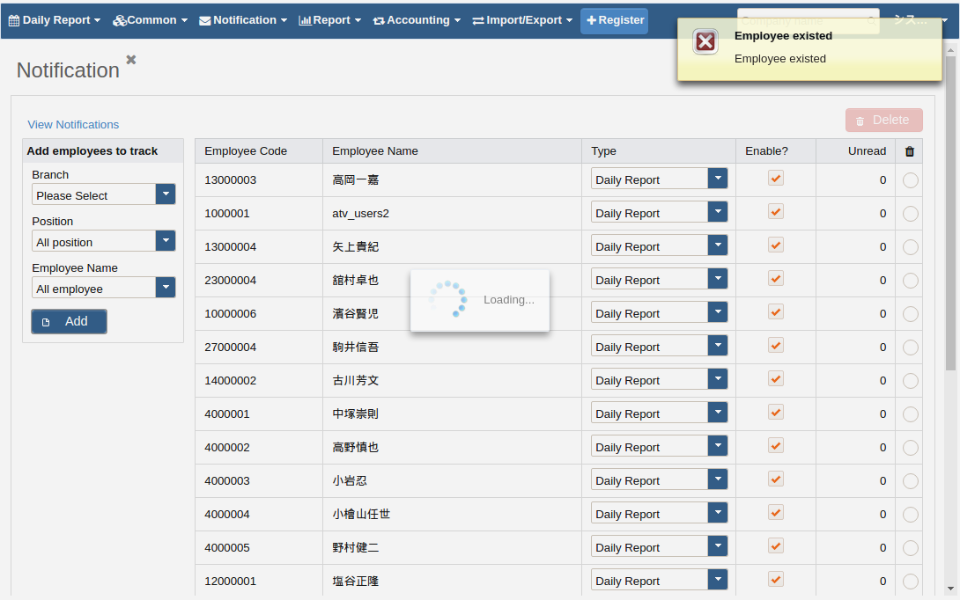 Daily Report Common Notification Report Accounting Import/Export Register
Employee existed
Employee existed
Notification
View Notifications
Delete
Add employees to track
Branch
Please Select
Position
All position
Employee Name
All employee
Add
Employee Code Employee Name Type Enable? Unread
13000003 高岡一嘉 Daily Report 0
1000001 atv_users2 Daily Report 0
13000004 矢上貴紀 Daily Report 0
23000004 舘村卓也 Daily Report 0
Loading...
10000006 濱谷賢児 Daily Report 0
27000004 駒井信吾 Daily Report 0
14000002 古川芳文 Daily Report 0
4000001 中塚崇則 Daily Report 0
4000002 高野慎也 Daily Report 0
4000003 小岩忍 Daily Report 0
4000004 小檜山任世 Daily Report 0
4000005 野村健二 Daily Report 0
12000001 塩谷正隆 Daily Report 0